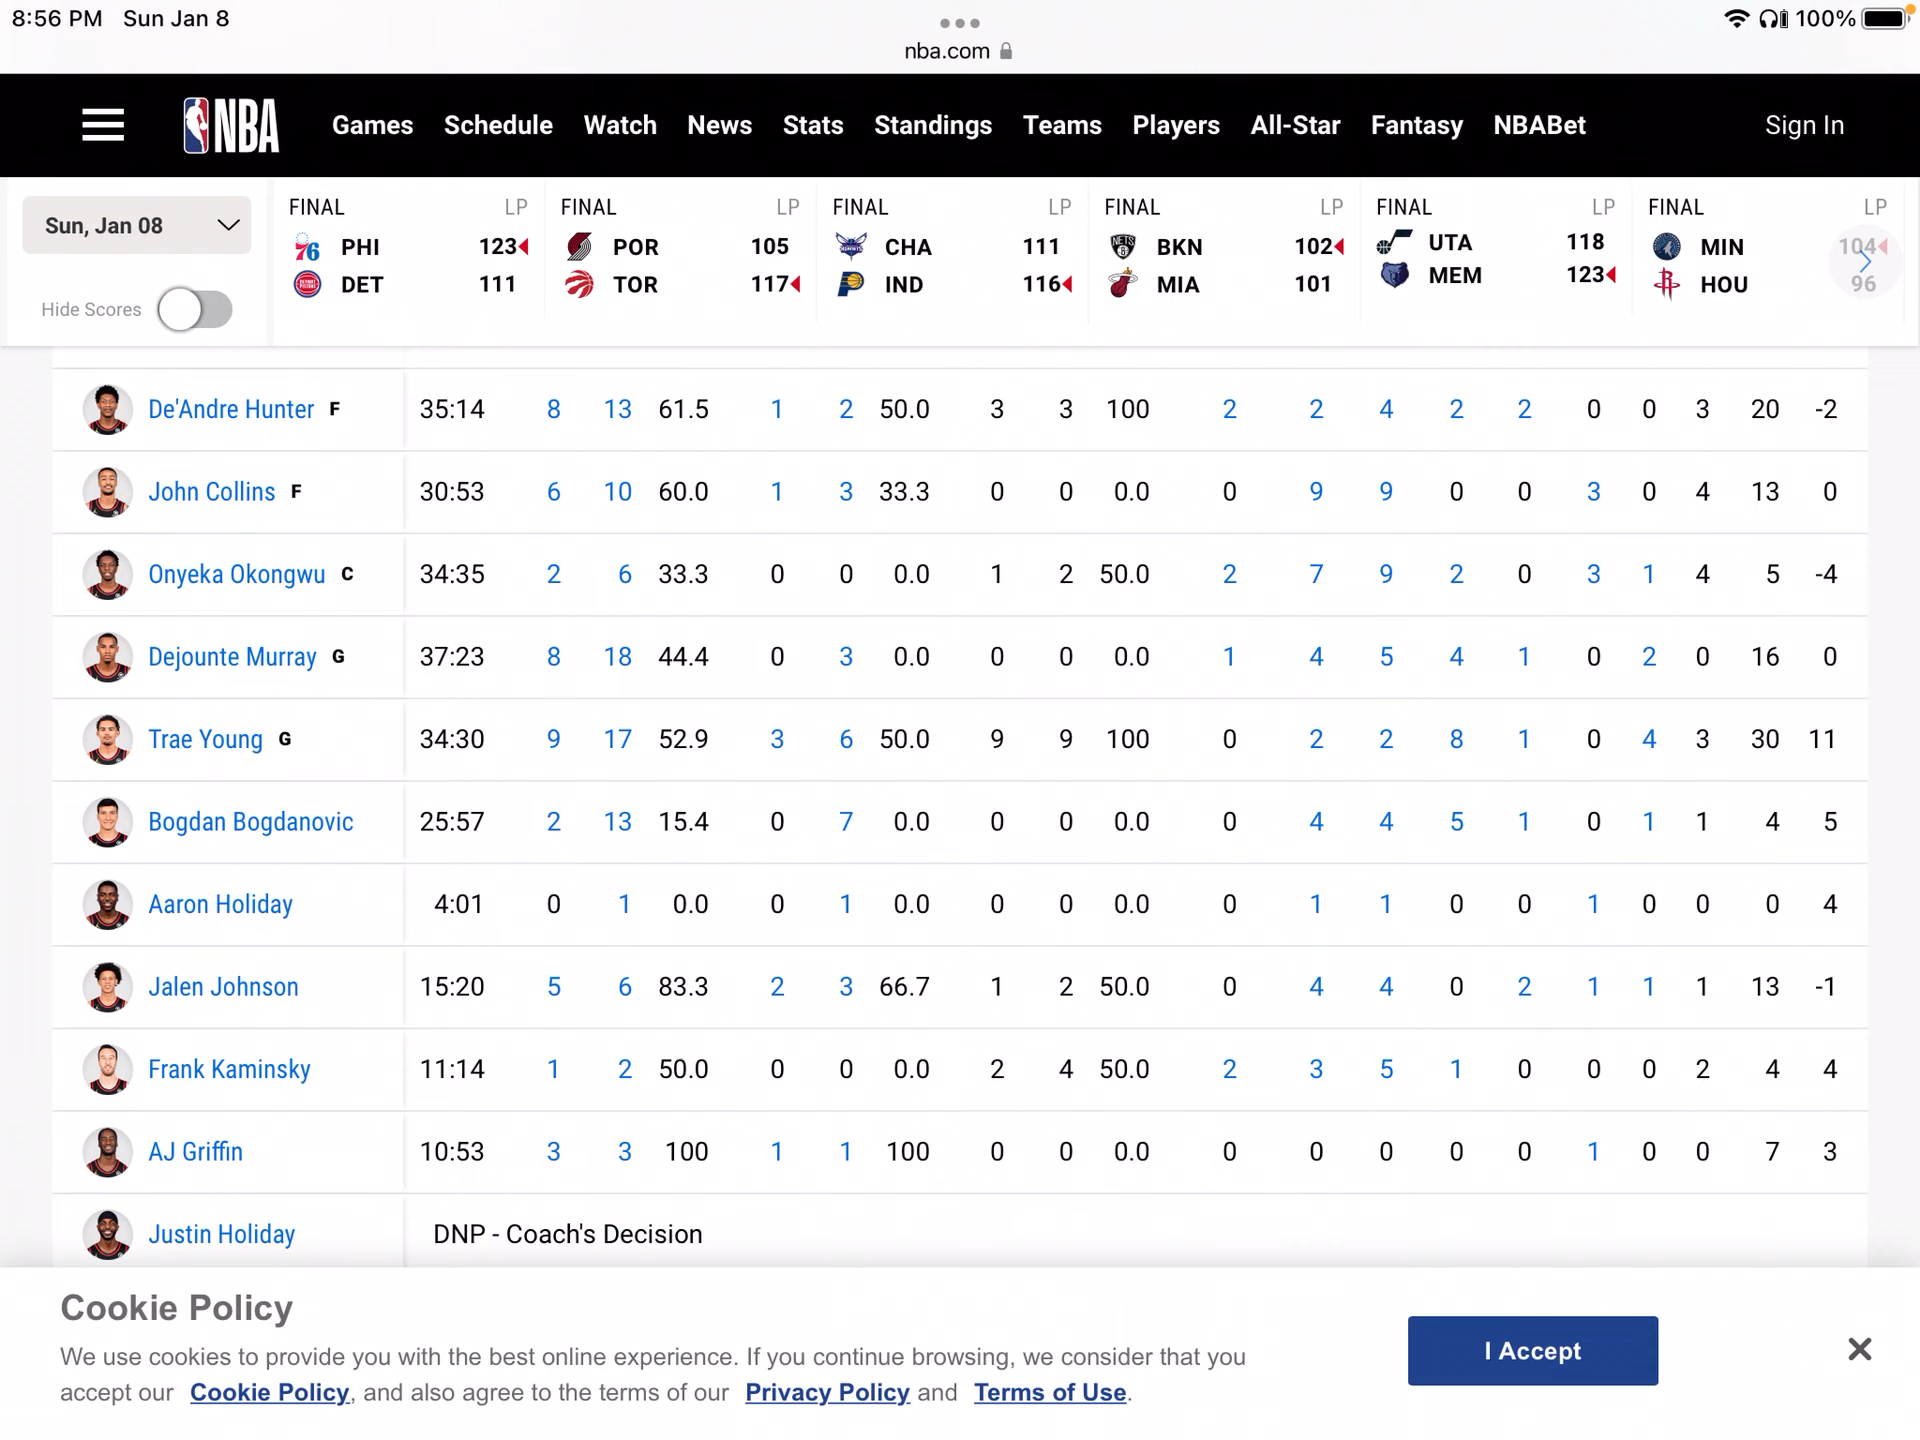 8:56 PM Sun Jan 8
100%
nba.com
NBA Games Schedule Watch News Stats Standings Teams Players All-Star Fantasy NBABet Sign In
Sun, Jan 08
Hide Scores
FINAL LP
PHI 123
DET 111
FINAL LP
POR 105
TOR 117
FINAL LP
CHA 111
IND 116
FINAL LP
BKN 102
MIA 101
FINAL LP
UTA 118
MEM 123
FINAL LP
MIN 104
HOU 96
De'Andre Hunter F 35:14 8 13 61.5 1 2 50.0 3 3 100 2 2 4 2 2 0 0 3 20 -2
John Collins F 30:53 6 10 60.0 1 3 33.3 0 0 0.0 0 9 9 0 0 3 0 4 13 0
Onyeka Okongwu C 34:35 2 6 33.3 0 0 0.0 1 2 50.0 2 7 9 2 0 3 1 4 5 -4
Dejounte Murray G 37:23 8 18 44.4 0 3 0.0 0 0 0.0 1 4 5 4 1 0 2 0 16 0
Trae Young G 34:30 9 17 52.9 3 6 50.0 9 9 100 0 2 2 8 1 0 4 3 30 11
Bogdan Bogdanovic 25:57 2 13 15.4 0 7 0.0 0 0 0.0 0 4 4 5 1 0 1 1 4 5
Aaron Holiday 4:01 0 1 0.0 0 1 0.0 0 0 0.0 0 1 1 0 0 1 0 0 0 4
Jalen Johnson 15:20 5 6 83.3 2 3 66.7 1 2 50.0 0 4 4 0 2 1 1 1 13 -1
Frank Kaminsky 11:14 1 2 50.0 0 0 0.0 2 4 50.0 2 3 5 1 0 0 0 2 4 4
AJ Griffin 10:53 3 3 100 1 1 100 0 0 0.0 0 0 0 0 0 1 0 0 7 3
Justin Holiday DNP - Coach's Decision
Cookie Policy
We use cookies to provide you with the best online experience. If you continue browsing, we consider that you
accept our Cookie Policy, and also agree to the terms of our Privacy Policy and Terms of Use.
I Accept